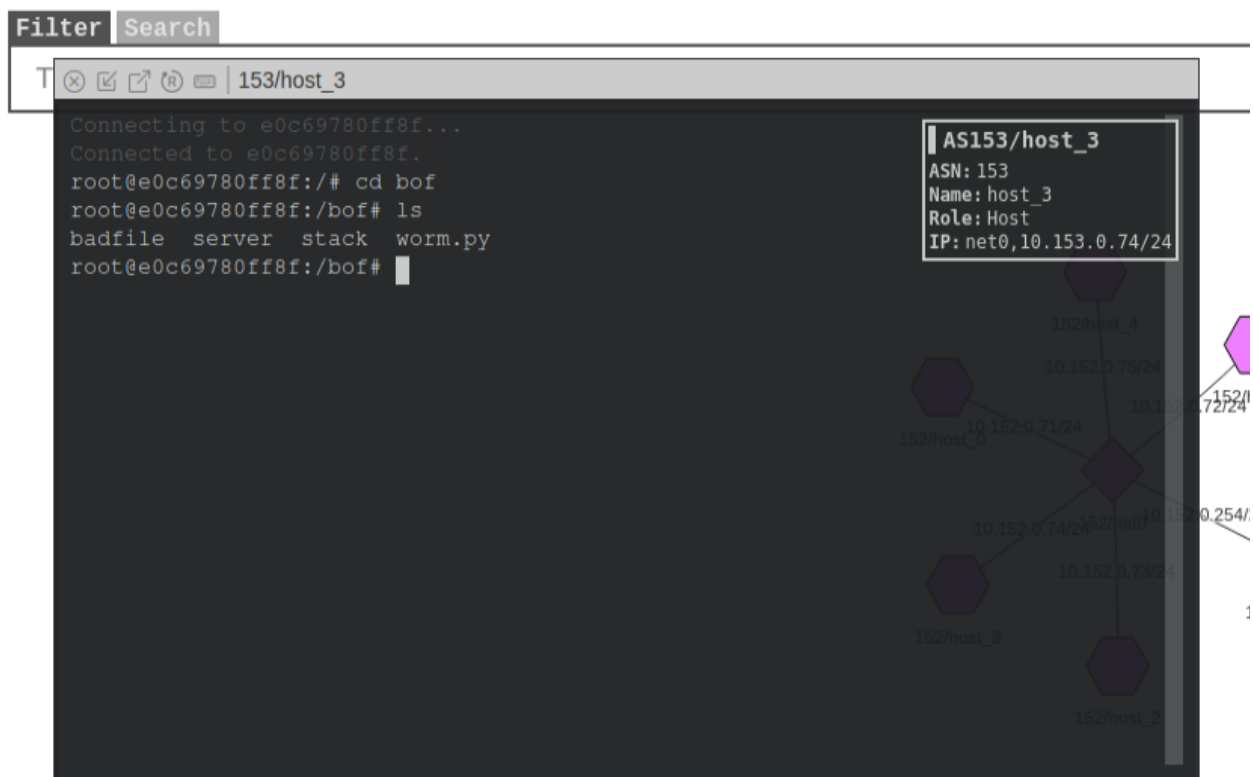 Filter Search
T
153/host_3
Connecting to e0c69780ff8f...
Connected to e0c69780ff8f.
root@e0c69780ff8f:/# cd bof
root@e0c69780ff8f:/bof# ls
badfile server stack worm.py
root@e0c69780ff8f:/bof#
AS153/host_3
ASN: 153
Name: host_3
Role: Host
IP: net0,10.153.0.74/24
152/host_4
10.152.0.75/24
152/h
10.152.0.72/24
10.152.0.71/24
152/host_0
10.152.0.254/2
10.152.0.74/24
152/net0
10.152.0.73/24
152/host_3
152/host_2